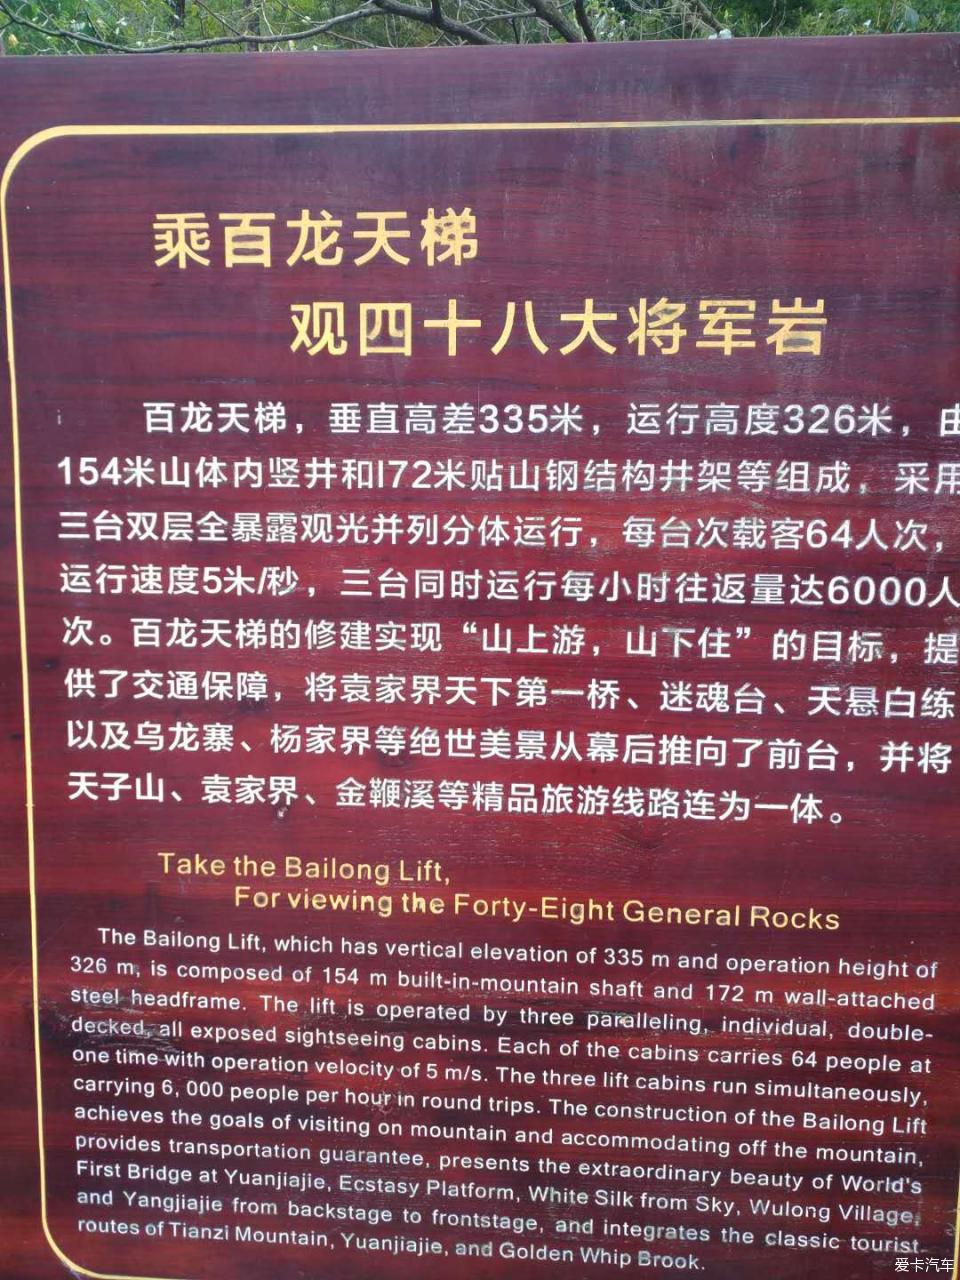 乘百龙天梯
观四十八大将军岩
百龙天梯，垂直高差335米，运行高度326米，由
154米山体内竖井和I72米贴山钢结构井架等组成，采用
三台双层全暴露观光并列分体运行，每台次载客64人次，
运行速度5米/秒，三台同时运行每小时往返量达6000人
次。百龙天梯的修建实现“山上游，山下住”的目标，提
供了交通保障，将袁家界天下第一桥、迷魂台、天悬白练
以及乌龙寨、杨家界等绝世美景从幕后推向了前台，并将
天子山、袁家界、金鞭溪等精品旅游线路连为一体。
Take the Bailong Lift,
For viewing the Forty-Eight General Rocks
The Bailong Lift, which has vertical elevation of 335 m and operation height of
326 m, is composed of 154 m built-in-mountain shaft and 172 m wall-attached
steel headframe. The lift is operated by three paralleling, individual, double-
decked, all exposed sightseeing cabins. Each of the cabins carries 64 people at
one time with operation velocity of 5 m/s. The three lift cabins run simultaneously,
carrying 6, 000 people per hour in round trips. The construction of the Bailong Lift
achieves the goals of visiting on mountain and accommodating off the mountain,
provides transportation guarantee, presents the extraordinary beauty of World's
First Bridge at Yuanjiajie, Ecstasy Platform, White Silk from Sky, Wulong Village,
and Yangjiajie from backstage to frontstage, and integrates the classic tourist
routes of Tianzi Mountain, Yuanjiajie, and Golden Whip Brook.
爱卡汽车